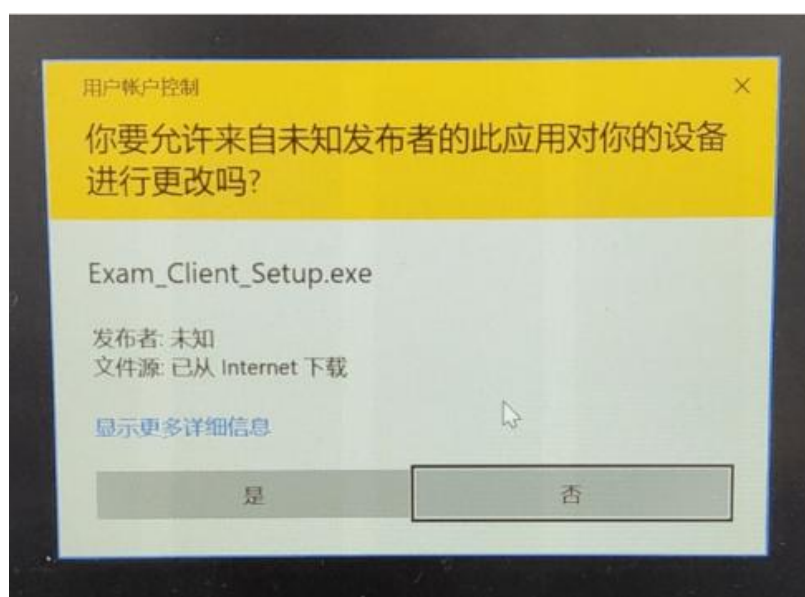 用户帐户控制
你要允许来自未知发布者的此应用对你的设备
进行更改吗?
Exam_Client_Setup.exe
发布者: 未知
文件源: 已从 Internet 下载
显示更多详细信息
是
否